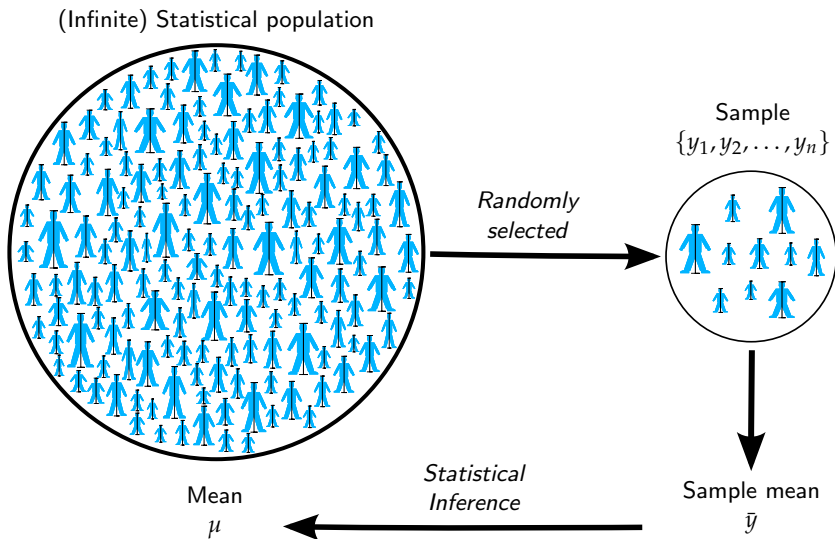 (Infinite) Statistical population
Sample
{y₁, y₂, . . . , yₙ}
Randomly
selected
Statistical
Inference
Mean
μ
Sample mean
ȳ